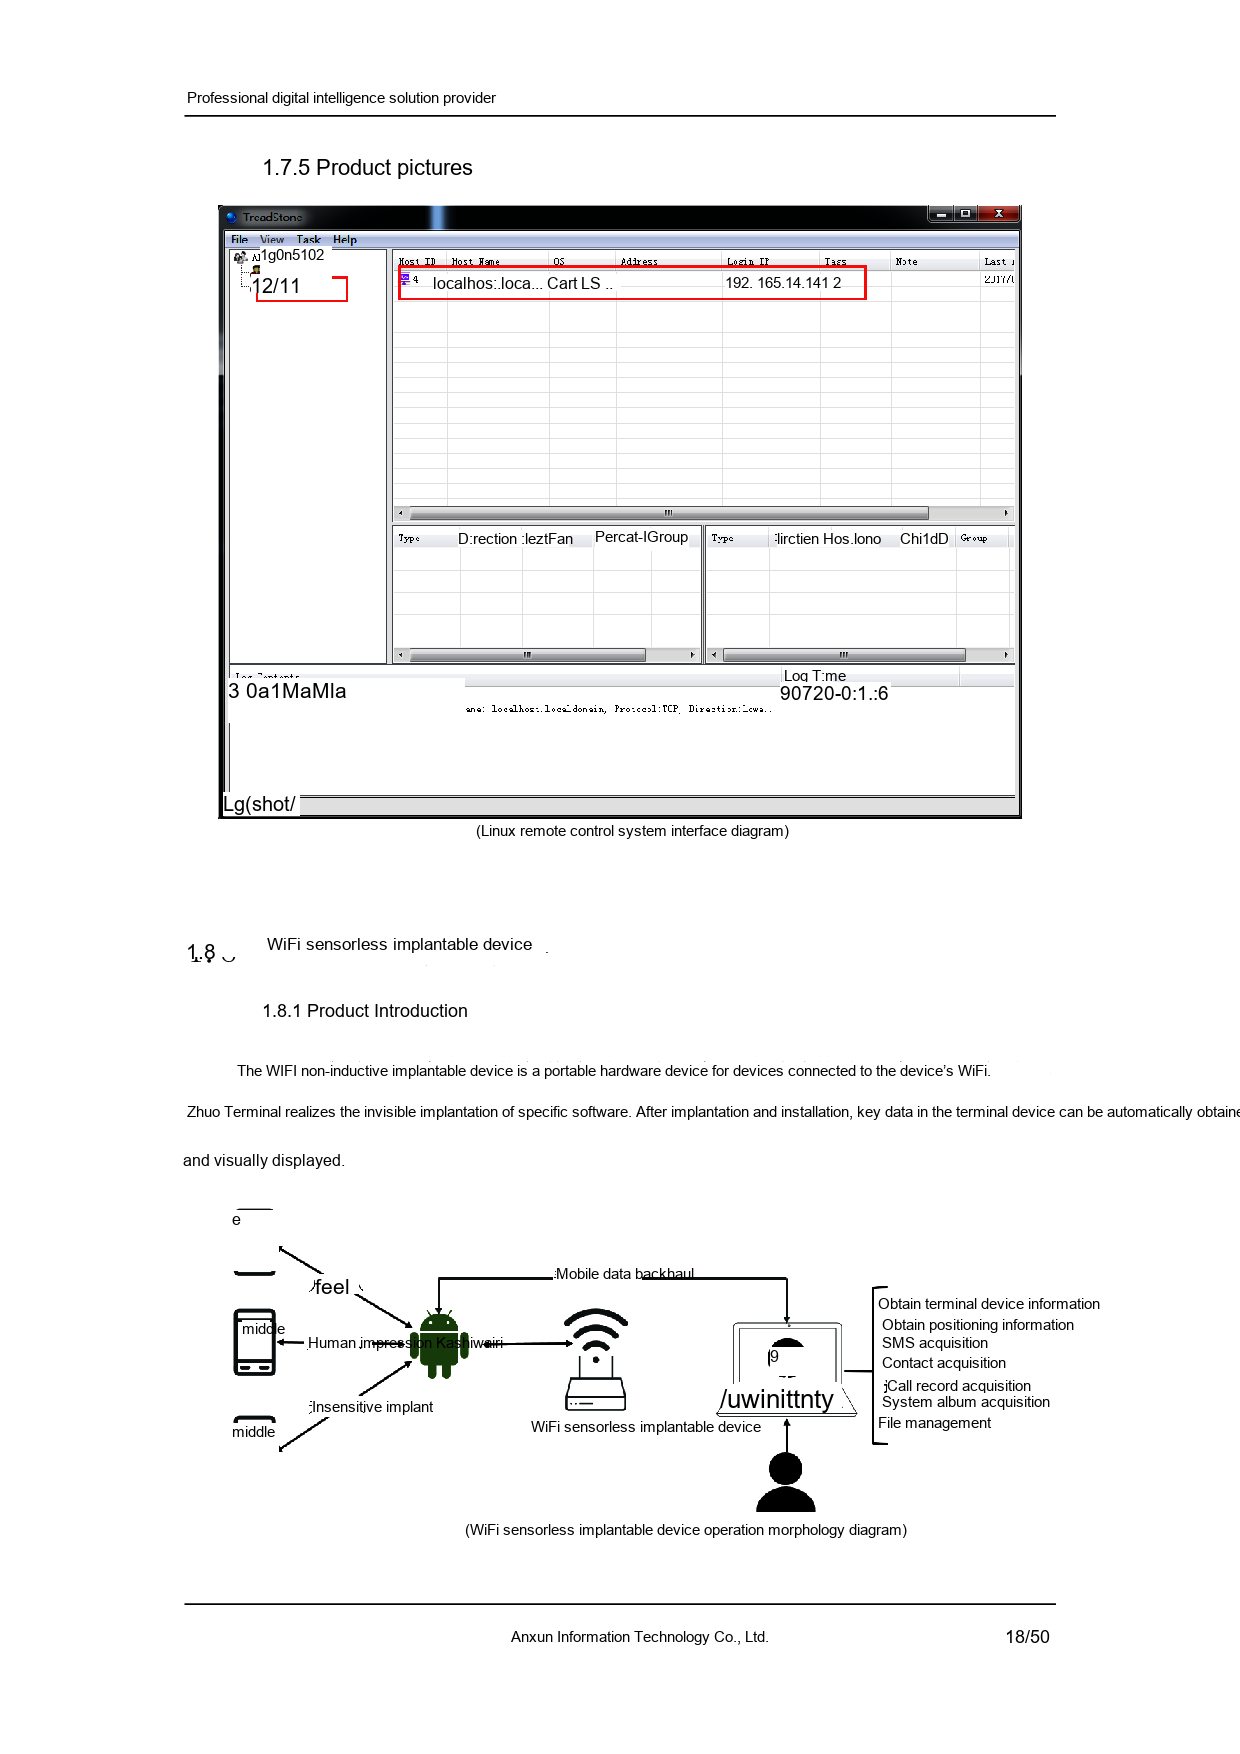 Professional digital intelligence solution provider
1.7.5 Product pictures
TreadStone
File View Task Help
1g0n5102
12/11
Host ID Host Name OS Address Login IP Tags Note Last
4 localhos:.loca... Cart LS .. 192. 165.14.141 2
Type D:rection :leztFan Percat-IGroup
Type lirctien Hos.lono Chi1dD Group
Log Contents Log T:me
3 0a1MaMla 90720-0:1.:6
ame: localhost.localdomain, Protocol:TCP, Direction:Lowe..
Lg(shot/
(Linux remote control system interface diagram)
1.8 WiFi sensorless implantable device
1.8.1 Product Introduction
The WIFI non-inductive implantable device is a portable hardware device for devices connected to the device’s WiFi.
Zhuo Terminal realizes the invisible implantation of specific software. After implantation and installation, key data in the terminal device can be automatically obtaine
and visually displayed.
e
feel
Mobile data backhaul
middle
Human impression Kashiwairi
Insensitive implant
middle
WiFi sensorless implantable device
9
/uwinittnty
Obtain terminal device information
Obtain positioning information
SMS acquisition
Contact acquisition
Call record acquisition
System album acquisition
File management
(WiFi sensorless implantable device operation morphology diagram)
Anxun Information Technology Co., Ltd.
18/50